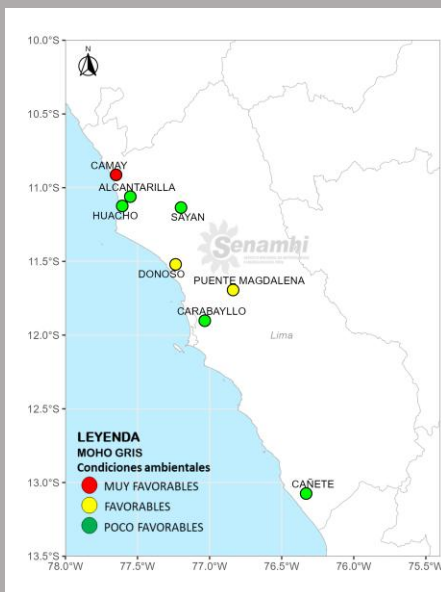 10.0°S
N
10.5°S
CAMAY
11.0°S
ALCANTARILLA
HUACHO
SAYAN
Senamhi
11.5°S
DONOSO
PUENTE MAGDALENA
CARABAYLLO
12.0°S
Lima
12.5°S
LEYENDA
MOHO GRIS
Condiciones ambientales
MUY FAVORABLES
FAVORABLES
POCO FAVORABLES
13.0°S
CAÑETE
13.5°S
78.0°W 77.5°W 77.0°W 76.5°W 76.0°W 75.5°W